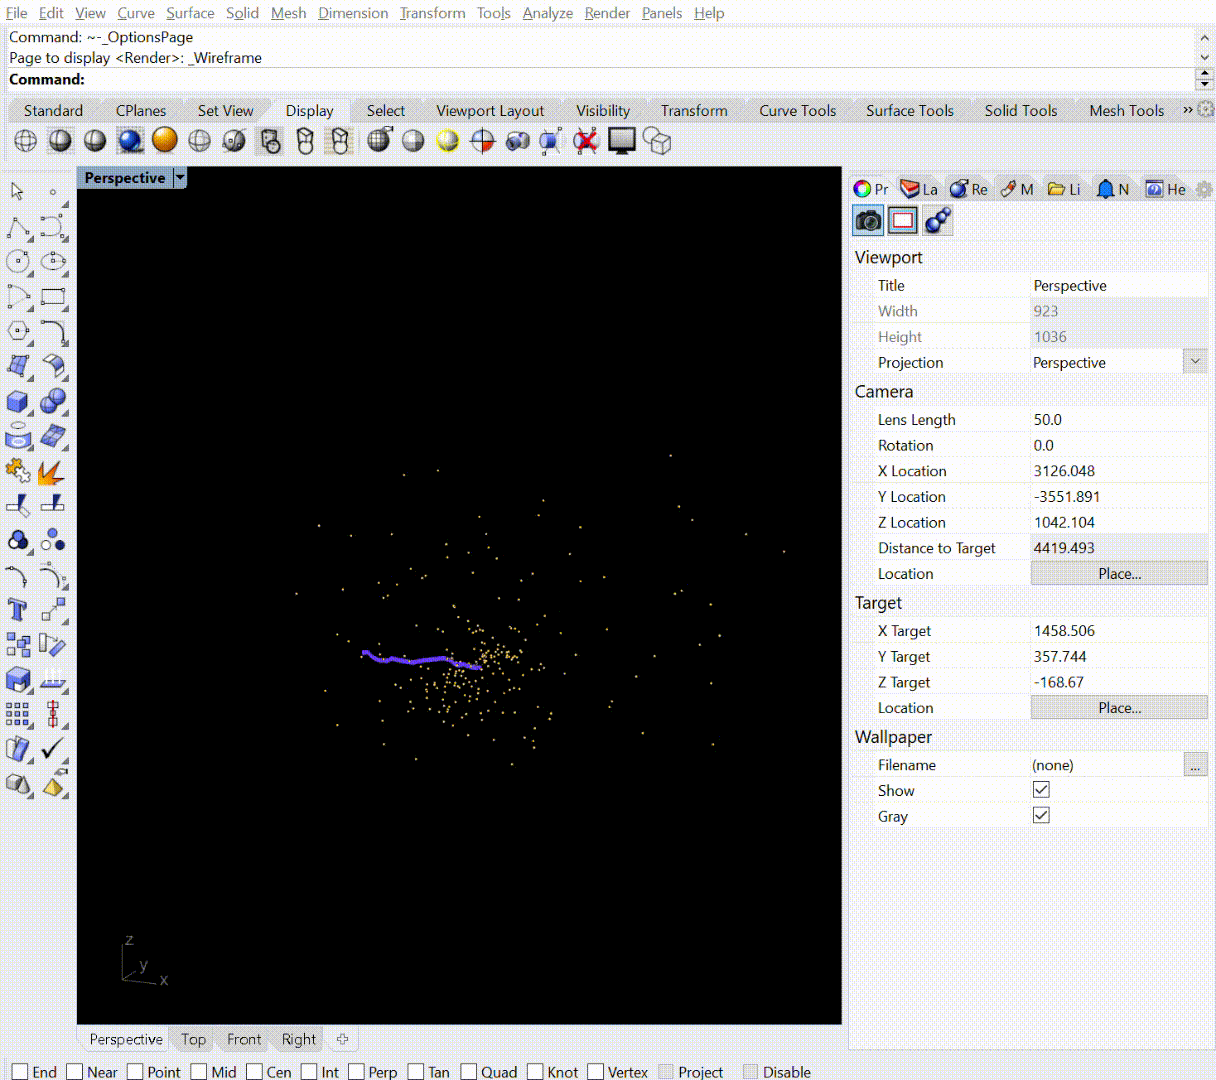 File Edit View Curve Surface Solid Mesh Dimension Transform Tools Analyze Render Panels Help
Command: ~-_OptionsPage
Page to display <Render>: _Wireframe
Command:
Standard CPlanes Set View Display Select Viewport Layout Visibility Transform Curve Tools Surface Tools Solid Tools Mesh Tools »
Perspective
Pr La Re M Li N He
Viewport
Title Perspective
Width 923
Height 1036
Projection Perspective
Camera
Lens Length 50.0
Rotation 0.0
X Location 3126.048
Y Location -3551.891
Z Location 1042.104
Distance to Target 4419.493
Location Place...
Target
X Target 1458.506
Y Target 357.744
Z Target -168.67
Location Place...
Wallpaper
Filename (none) ...
Show
Gray
z
y
x
Perspective Top Front Right
End Near Point Mid Cen Int Perp Tan Quad Knot Vertex Project Disable